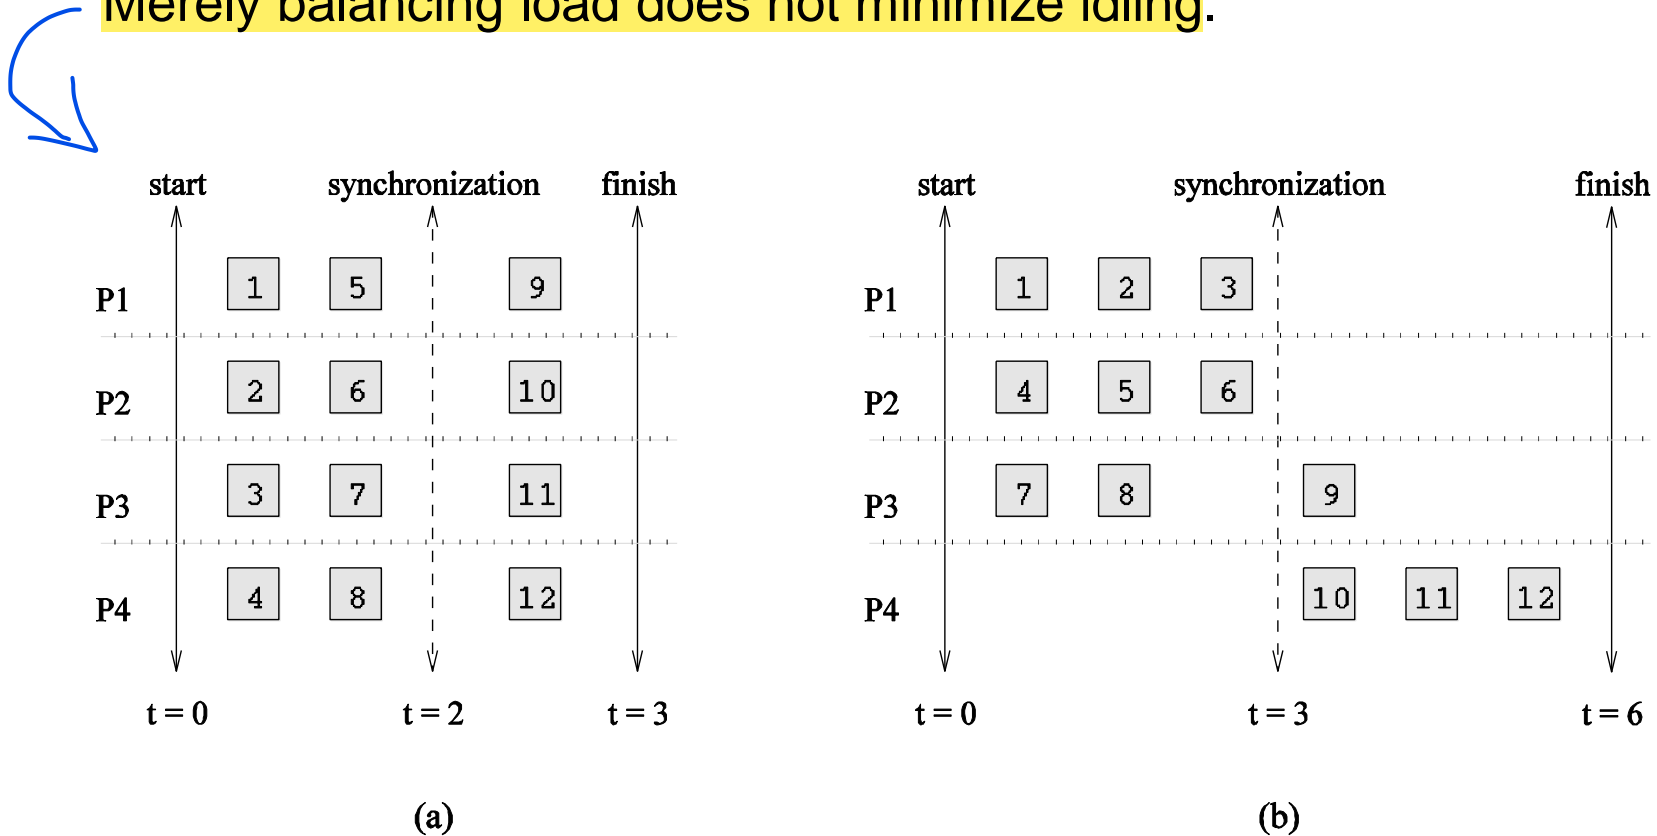 Merely balancing load does not minimize idling.
start synchronization finish start synchronization finish
P1 1 5 9 P1 1 2 3
P2 2 6 10 P2 4 5 6
P3 3 7 11 P3 7 8 9
P4 4 8 12 P4 10 11 12
t = 0 t = 2 t = 3 t = 0 t = 3 t = 6
(a) (b)